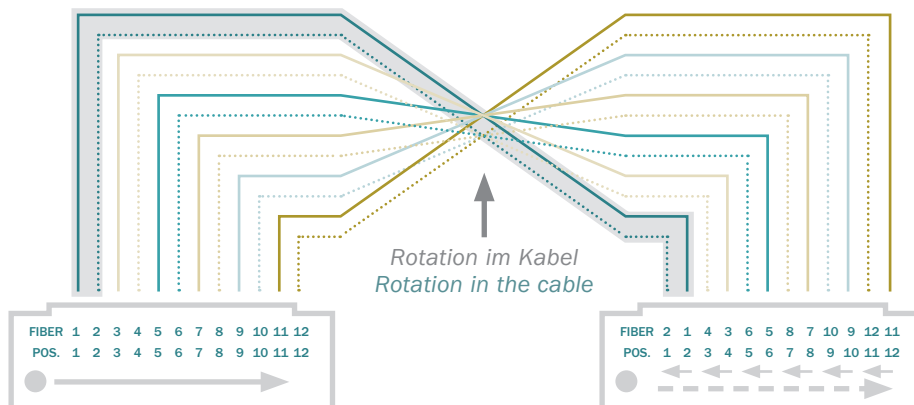 Rotation im Kabel
Rotation in the cable
FIBER 1 2 3 4 5 6 7 8 9 10 11 12
POS. 1 2 3 4 5 6 7 8 9 10 11 12
FIBER 2 1 4 3 6 5 8 7 10 9 12 11
POS. 1 2 3 4 5 6 7 8 9 10 11 12